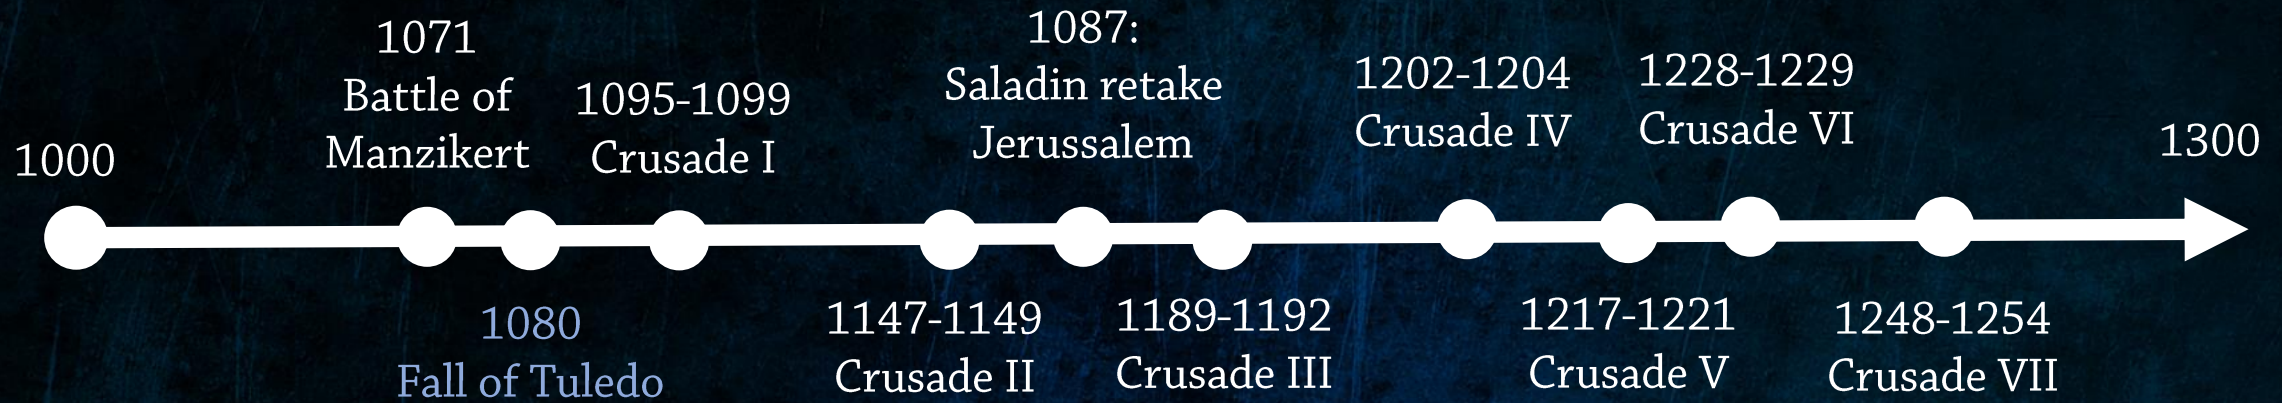 1000
1071
Battle of
Manzikert
1080
Fall of Tuledo
1095-1099
Crusade I
1147-1149
Crusade II
1087:
Saladin retake
Jerussalem
1189-1192
Crusade III
1202-1204
Crusade IV
1217-1221
Crusade V
1228-1229
Crusade VI
1248-1254
Crusade VII
1300